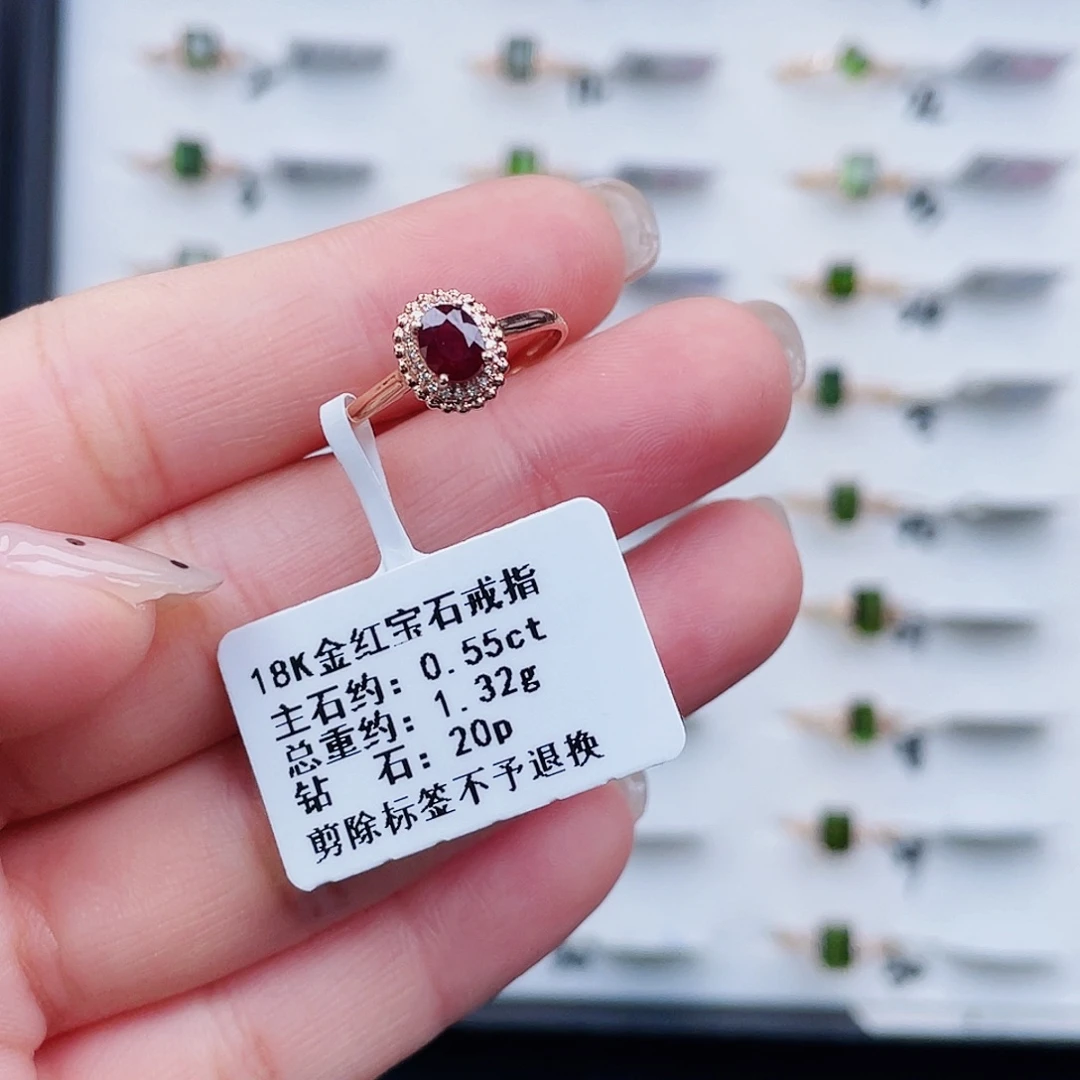 18K金红宝石戒指
主石约: 0.55ct
总重约: 1.32g
钻 石: 20p
剪除标签不予退换